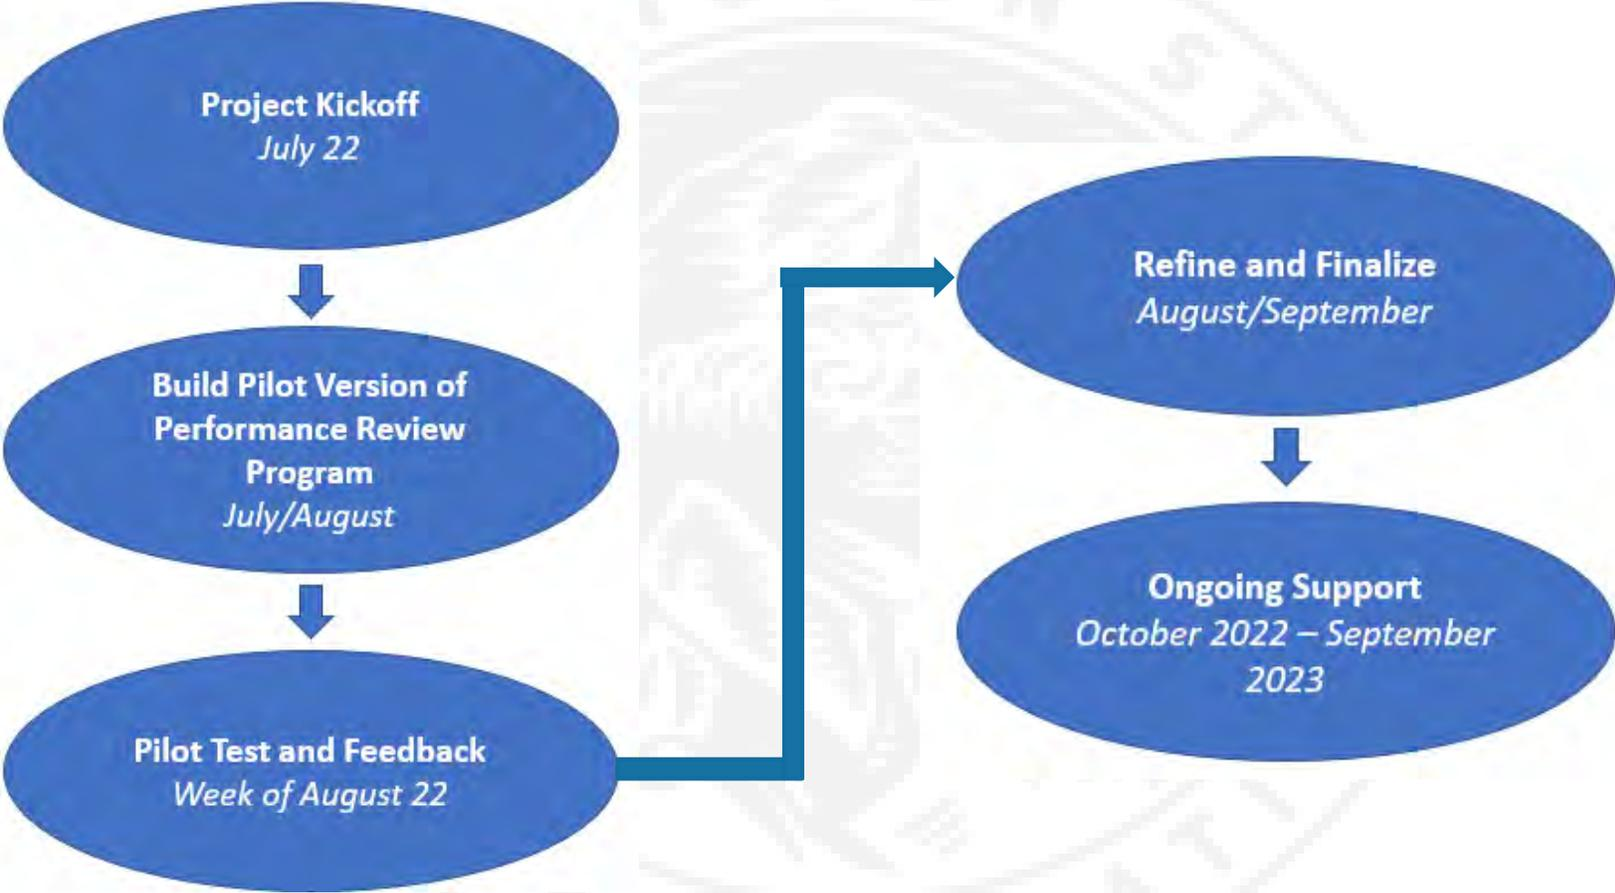 Project Kickoff
July 22
Build Pilot Version of
Performance Review
Program
July/August
Pilot Test and Feedback
Week of August 22
Refine and Finalize
August/September
Ongoing Support
October 2022 – September
2023